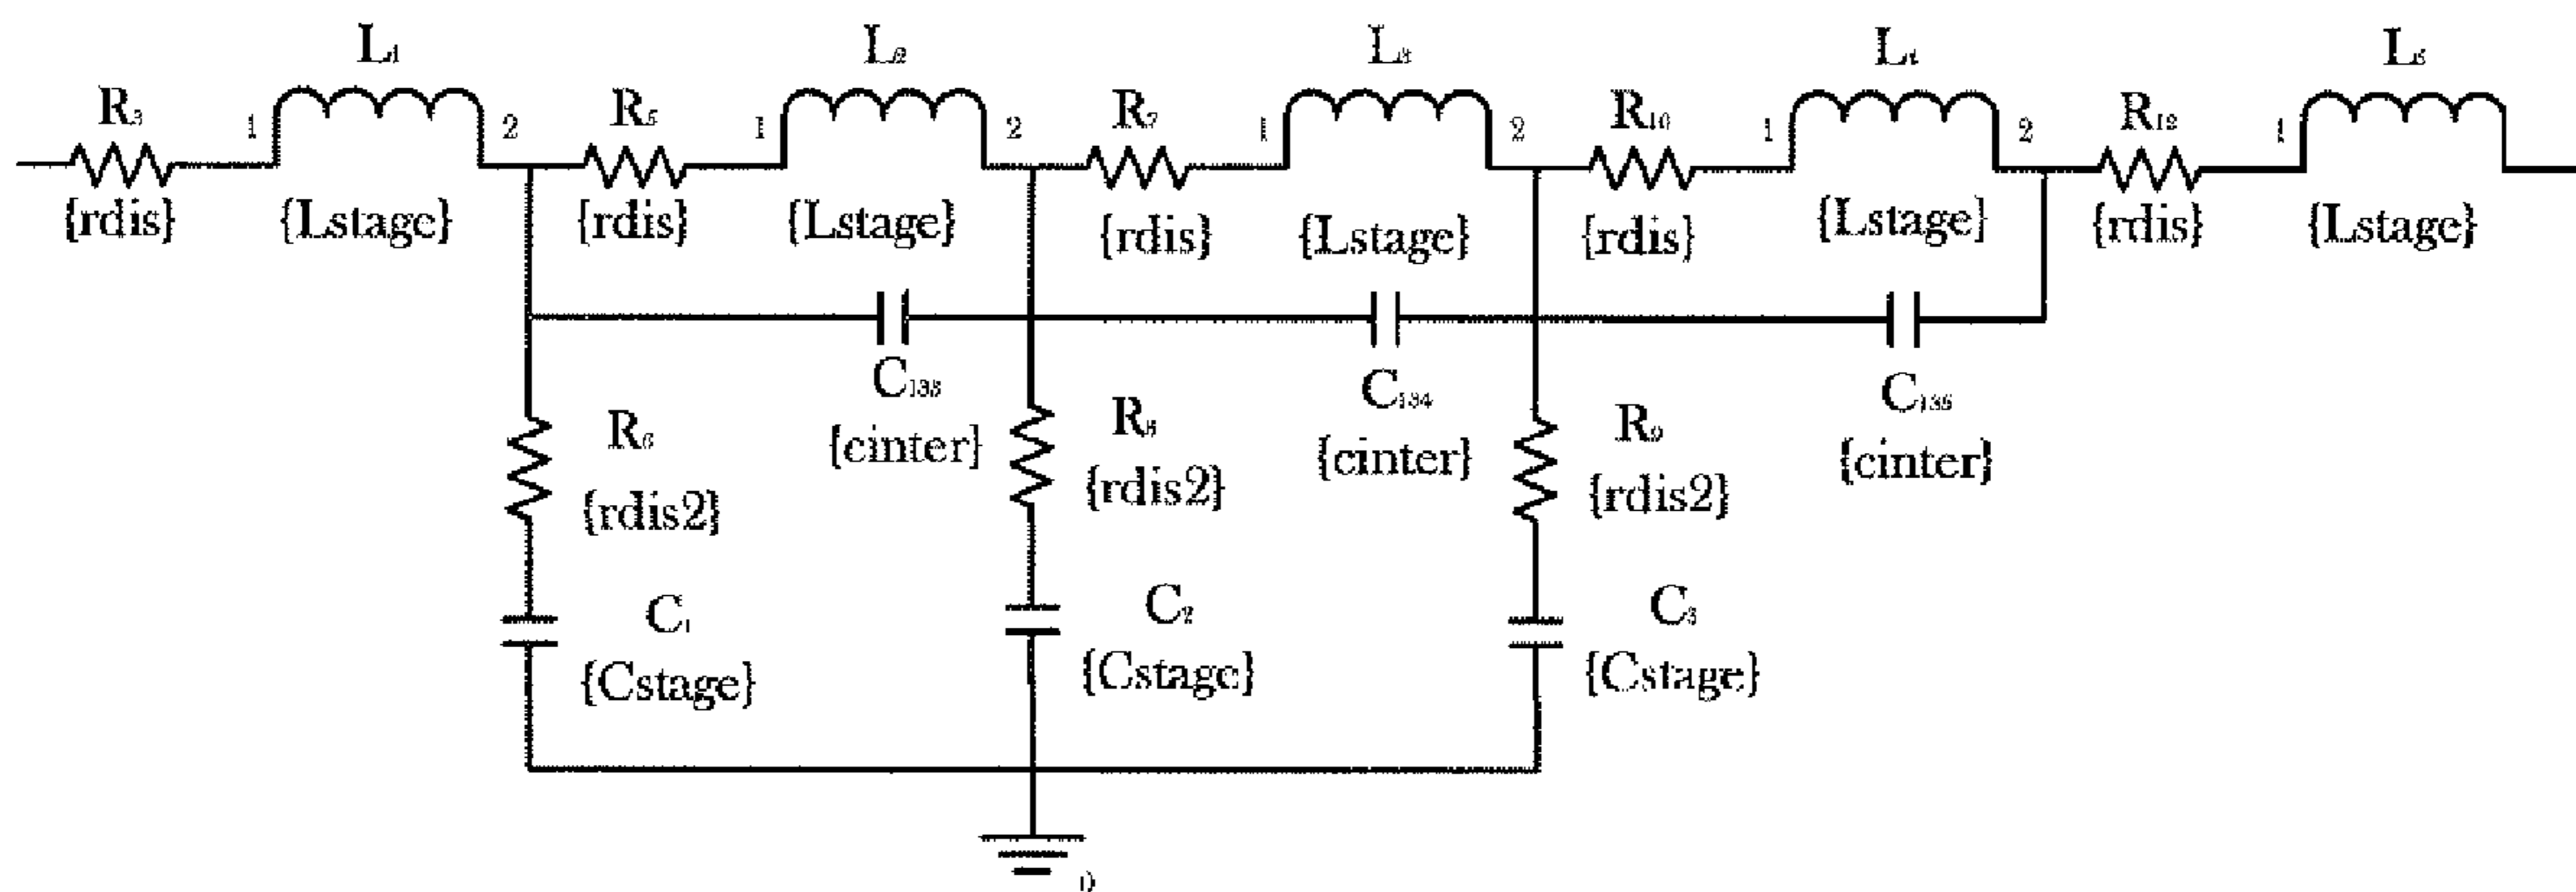 L1 L2 L3 L4 L5
R3 R5 R7 R10 R12
1 2 1 2 1 2 1 2 1
{rdis} {Lstage} {rdis} {Lstage} {rdis} {Lstage} {rdis} {Lstage} {rdis} {Lstage}
C133 C134 C135
{cinter} {cinter} {cinter}
R6 R8 R9
{rdis2} {rdis2} {rdis2}
C1 C2 C3
{Cstage} {Cstage} {Cstage}
0